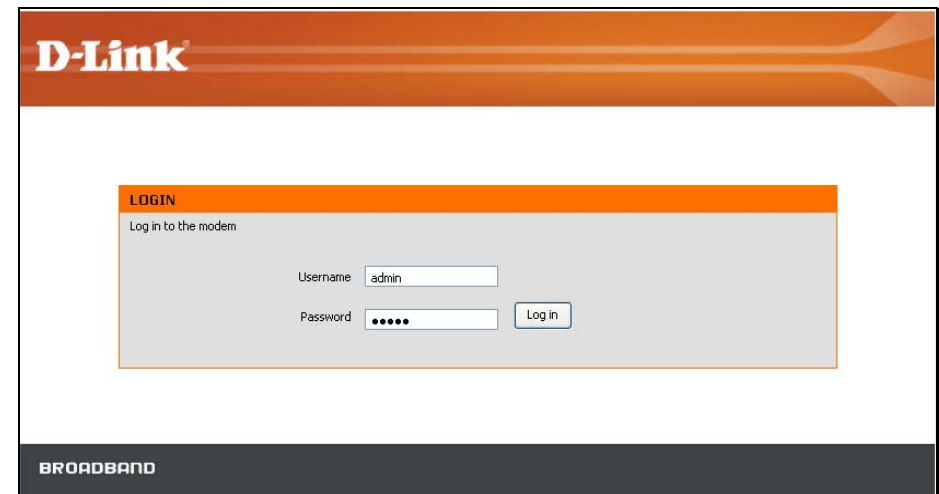 D-Link
LOGIN
Log in to the modem
Username admin
Password •••••
Log in
BROADBAND